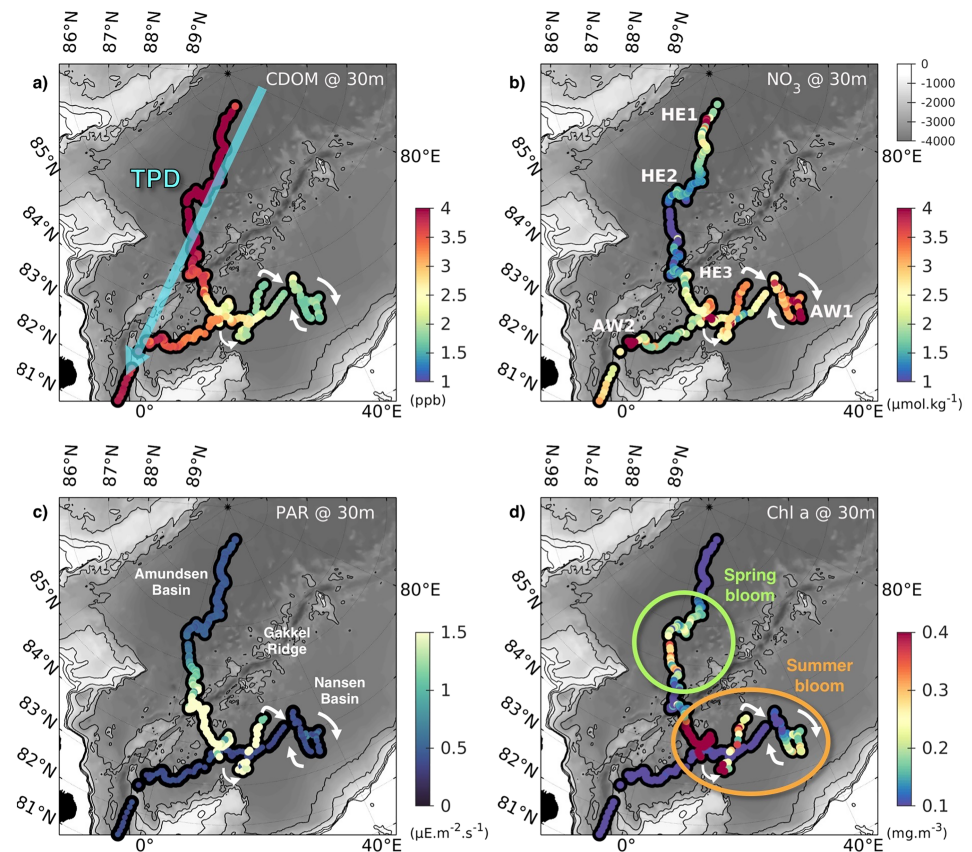 86°N 87°N 88°N 89°N
a)
CDOM @ 30m
TPD
85°N
84°N
83°N
82°N
81°N
0°
40°E
80°E
4
3.5
3
2.5
2
1.5
1
(ppb)
86°N 87°N 88°N 89°N
b)
NO3 @ 30m
HE1
HE2
HE3
AW1
AW2
85°N
84°N
83°N
82°N
81°N
0°
40°E
0
-1000
-2000
-3000
-4000
80°E
4
3.5
3
2.5
2
1.5
1
(µmol.kg-1)
86°N 87°N 88°N 89°N
c)
PAR @ 30m
Amundsen
Basin
Gakkel
Ridge
Nansen
Basin
85°N
84°N
83°N
82°N
81°N
0°
40°E
80°E
1.5
1
0.5
0
(µE.m-2.s-1)
86°N 87°N 88°N 89°N
d)
Chl a @ 30m
Spring
bloom
Summer
bloom
85°N
84°N
83°N
82°N
81°N
0°
40°E
80°E
0.4
0.3
0.2
0.1
(mg.m-3)